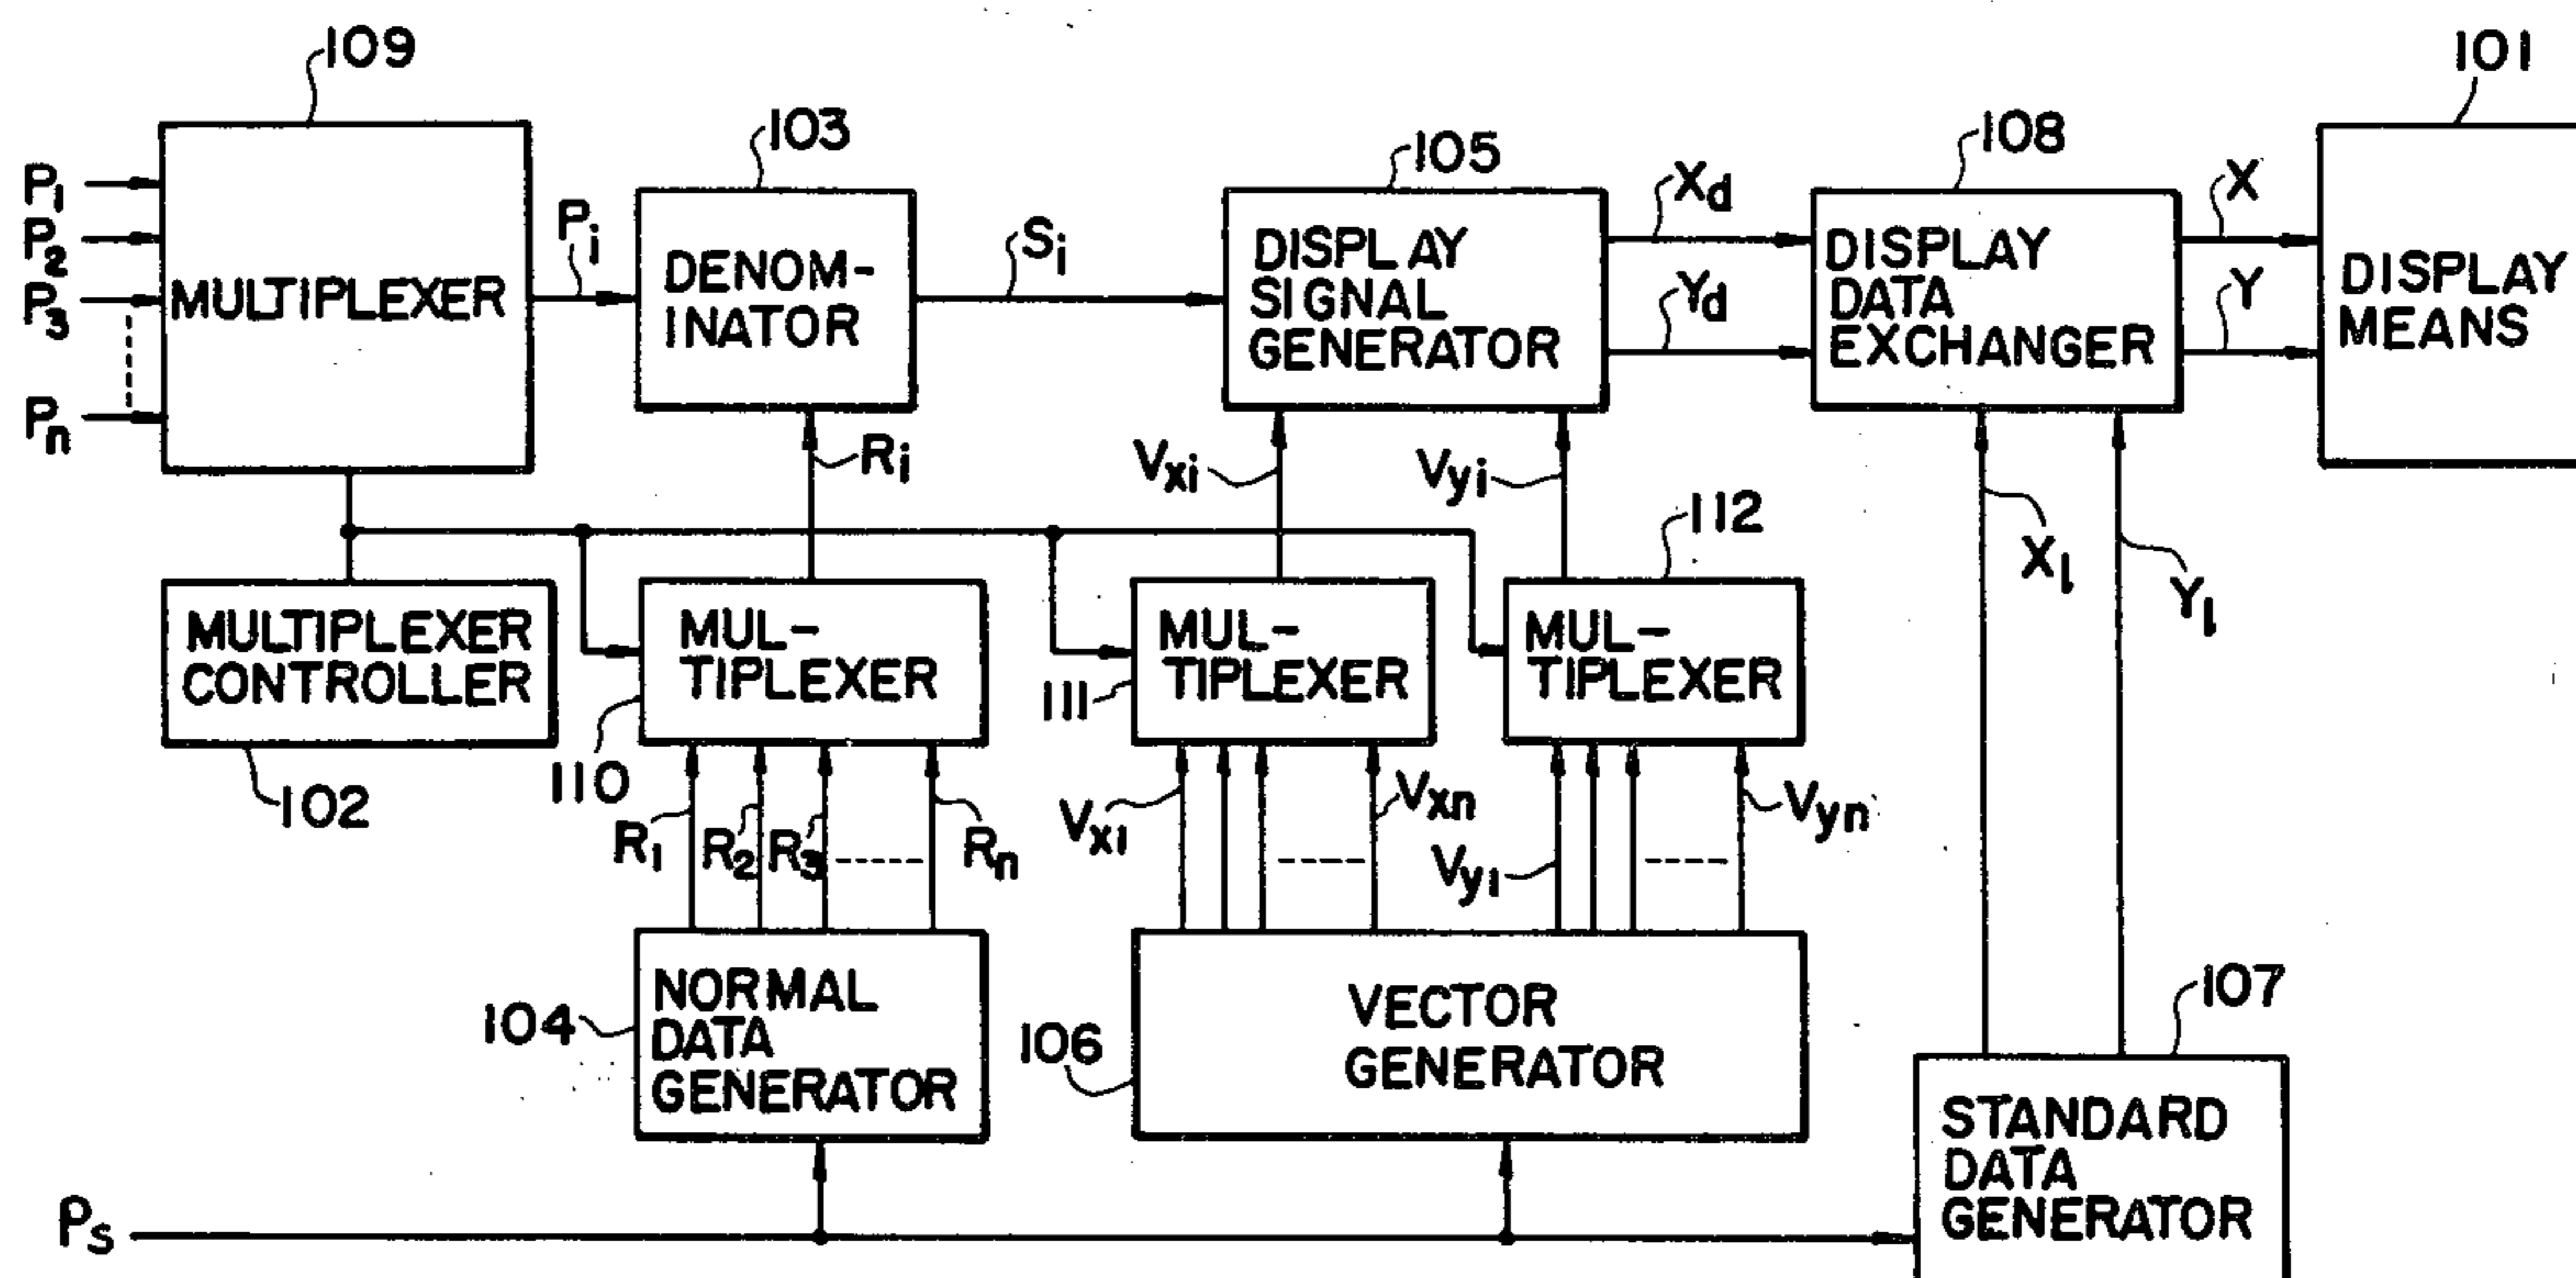 109
103
105
108
101
P1
P2
P3
Pn
MULTIPLEXER
Pi
DENOM-
INATOR
Si
DISPLAY
SIGNAL
GENERATOR
Xd
Yd
DISPLAY
DATA
EXCHANGER
X
Y
DISPLAY
MEANS
Ri
Vxi
Vyi
112
Xl
Yl
MULTIPLEXER
CONTROLLER
102
MUL-
TIPLEXER
110
MUL-
TIPLEXER
111
MUL-
TIPLEXER
R1
R2
R3
Rn
Vx1
Vxn
Vy1
Vyn
104
NORMAL
DATA
GENERATOR
106
VECTOR
GENERATOR
107
STANDARD
DATA
GENERATOR
Ps